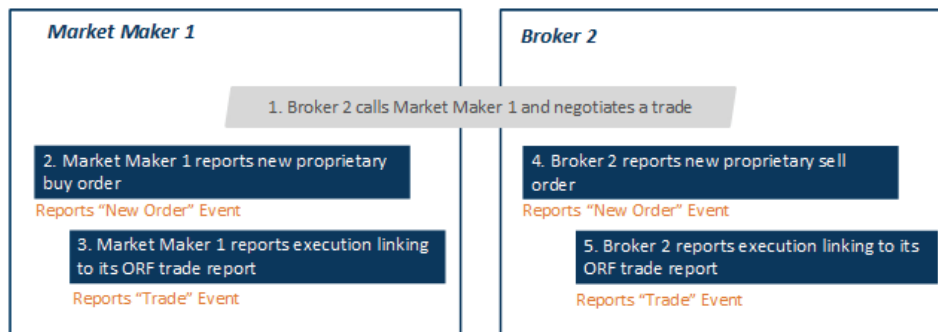 Market Maker 1
Broker 2
1. Broker 2 calls Market Maker 1 and negotiates a trade
2. Market Maker 1 reports new proprietary
buy order
Reports “New Order” Event
3. Market Maker 1 reports execution linking
to its ORF trade report
Reports “Trade” Event
4. Broker 2 reports new proprietary sell
order
Reports “New Order” Event
5. Broker 2 reports execution linking to its
ORF trade report
Reports “Trade” Event